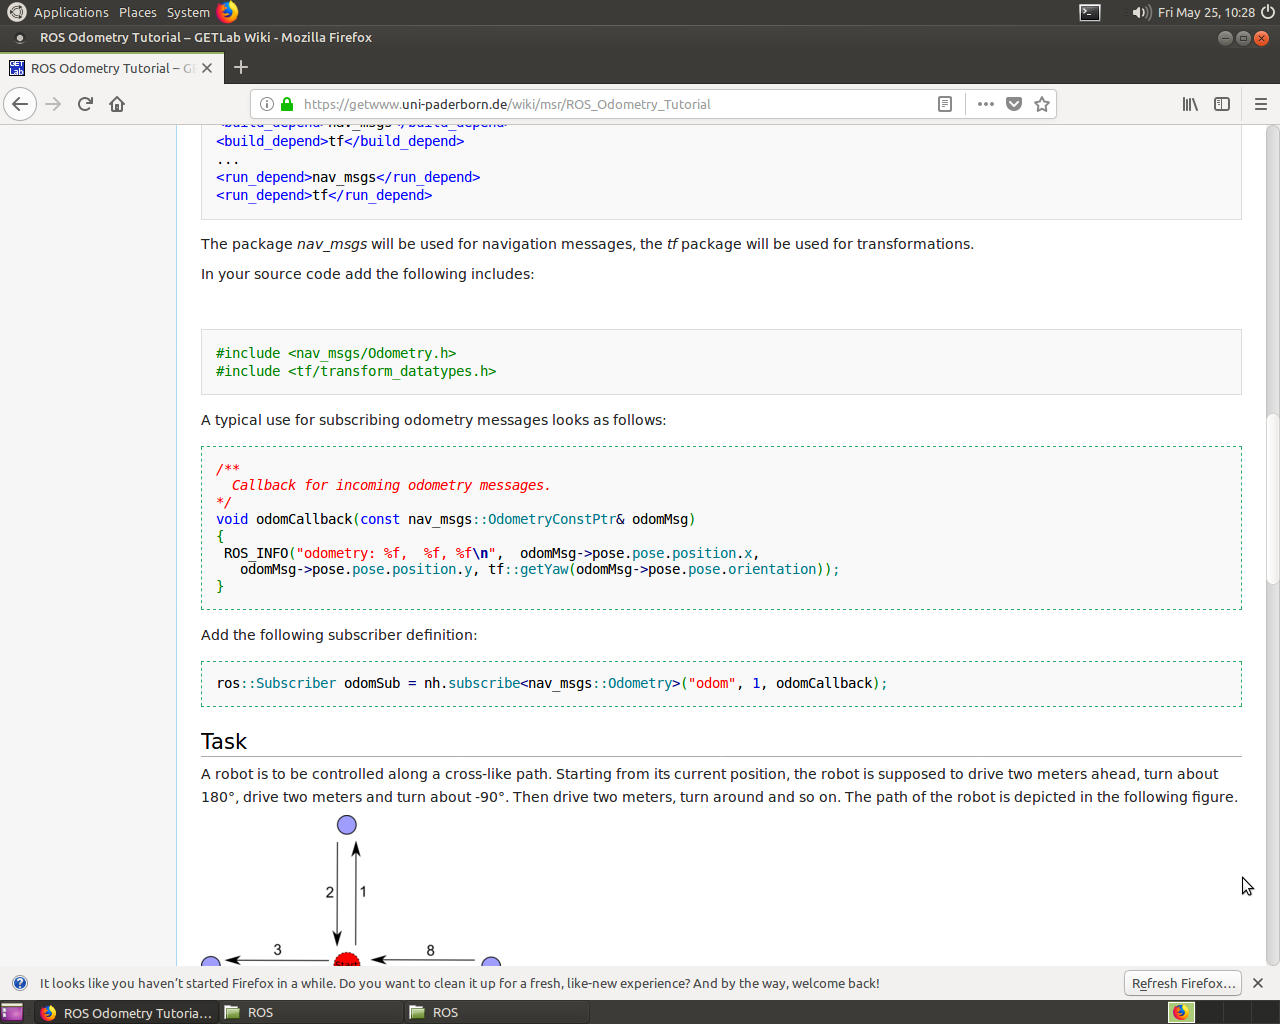 Applications Places System Fri May 25, 10:28
ROS Odometry Tutorial – GETLab Wiki - Mozilla Firefox
GET Lab ROS Odometry Tutorial – GE
https://getwww.uni-paderborn.de/wiki/msr/ROS_Odometry_Tutorial
<build_depend>nav_msgs</build_depend>
<build_depend>tf</build_depend>
...
<run_depend>nav_msgs</run_depend>
<run_depend>tf</run_depend>
The package nav_msgs will be used for navigation messages, the tf package will be used for transformations.
In your source code add the following includes:
#include <nav_msgs/Odometry.h>
#include <tf/transform_datatypes.h>
A typical use for subscribing odometry messages looks as follows:
/**
Callback for incoming odometry messages.
*/
void odomCallback(const nav_msgs::OdometryConstPtr& odomMsg)
{
ROS_INFO("odometry: %f,  %f, %f\n",  odomMsg->pose.pose.position.x,
odomMsg->pose.pose.position.y, tf::getYaw(odomMsg->pose.pose.orientation));
}
Add the following subscriber definition:
ros::Subscriber odomSub = nh.subscribe<nav_msgs::Odometry>("odom", 1, odomCallback);
Task
A robot is to be controlled along a cross-like path. Starting from its current position, the robot is supposed to drive two meters ahead, turn about
180°, drive two meters and turn about -90°. Then drive two meters, turn around and so on. The path of the robot is depicted in the following figure.
2 1
3 8
It looks like you haven't started Firefox in a while. Do you want to clean it up for a fresh, like-new experience? And by the way, welcome back! Refresh Firefox...
ROS Odometry Tutoria... ROS ROS